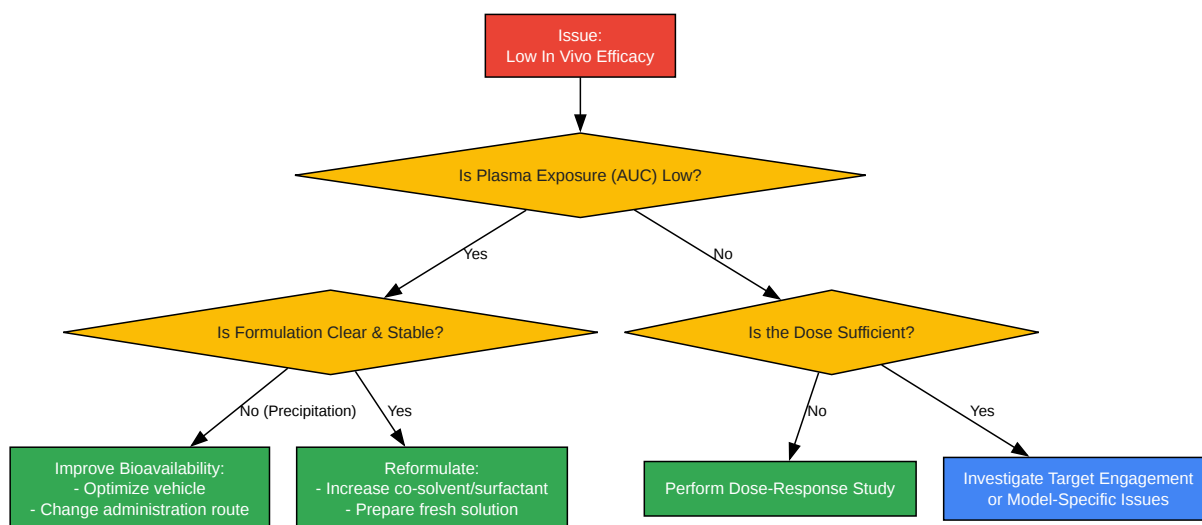 Issue:
Low In Vivo Efficacy
Is Plasma Exposure (AUC) Low?
Yes
No
Is Formulation Clear & Stable?
Is the Dose Sufficient?
No (Precipitation)
Yes
No
Yes
Improve Bioavailability:
- Optimize vehicle
- Change administration route
Reformulate:
- Increase co-solvent/surfactant
- Prepare fresh solution
Perform Dose-Response Study
Investigate Target Engagement
or Model-Specific Issues